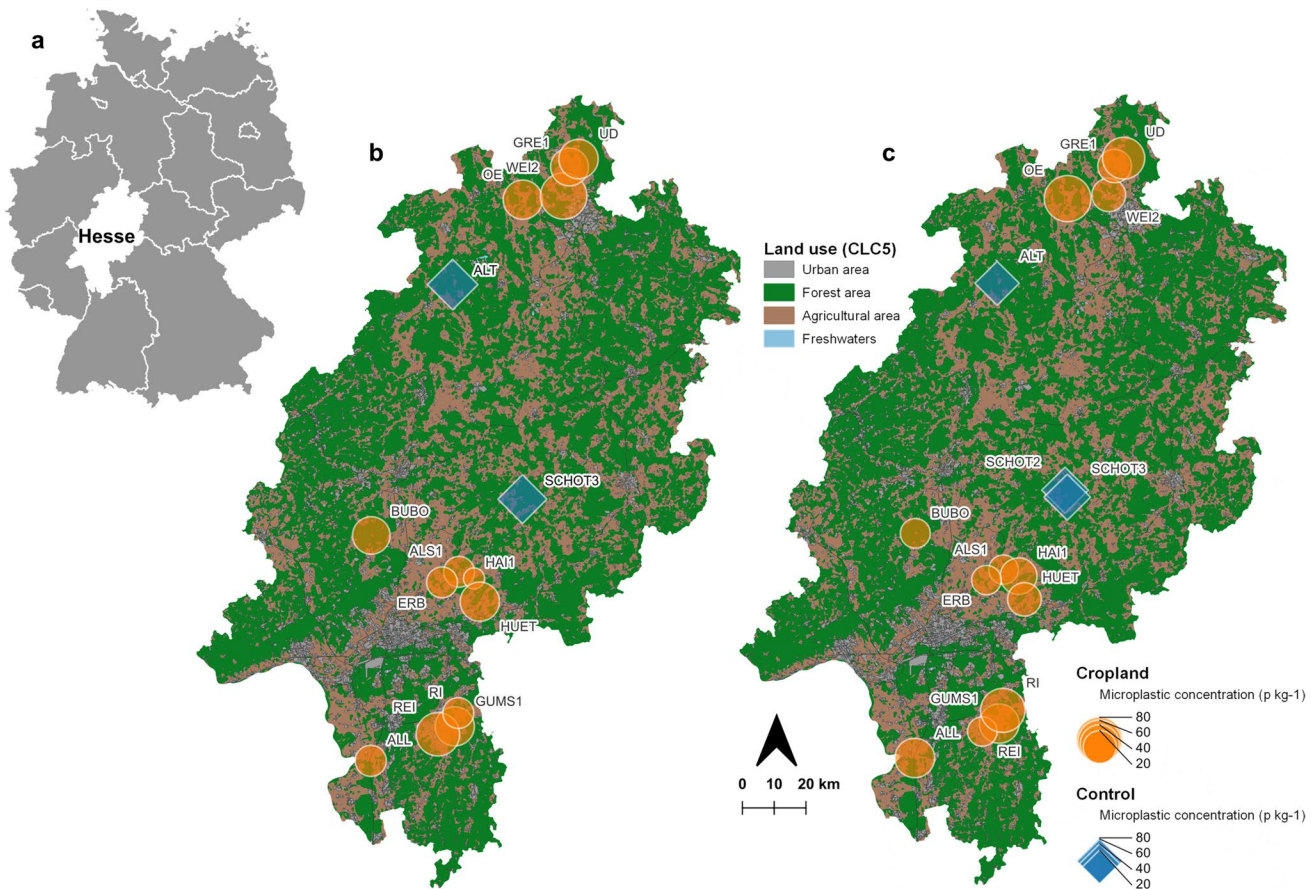 a
Hesse
b
UD
GRE1
WEI2
OE
ALT
SCHOT3
BUBO
ALS1
HAI1
ERB
HUET
RI
REI
GUMS1
ALL
Land use (CLC5)
Urban area
Forest area
Agricultural area
Freshwaters
c
UD
GRE1
OE
WEI2
ALT
SCHOT2
SCHOT3
BUBO
ALS1
HAI1
HUET
ERB
RI
GUMS1
ALL
REI
0 10 20 km
Cropland
Microplastic concentration (p kg-1)
80
60
40
20
Control
Microplastic concentration (p kg-1)
80
60
40
20